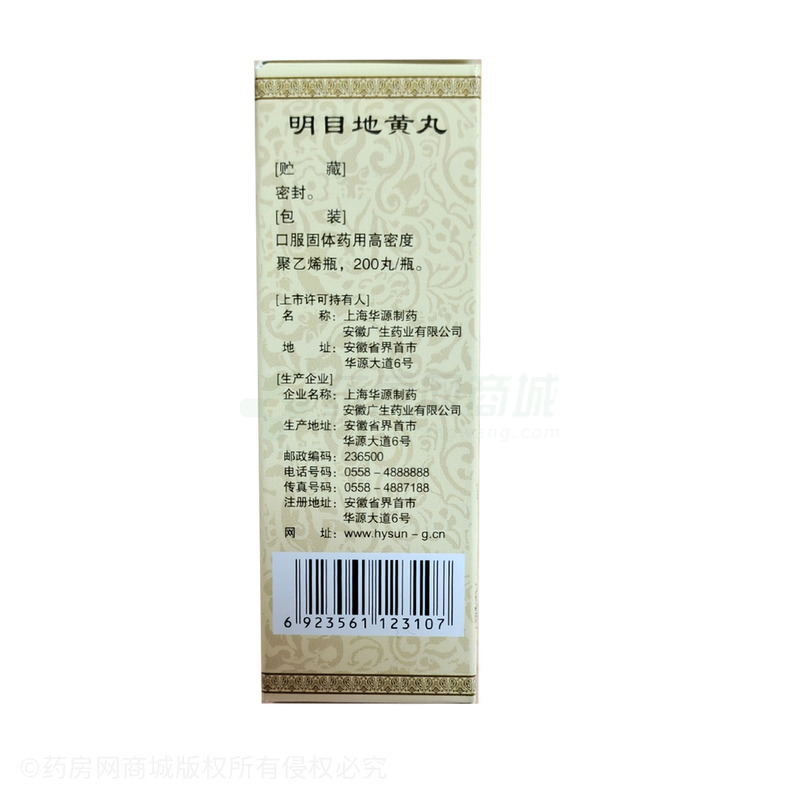 明目地黄丸
[贮 藏]
密封。
[包 装]
口服固体药用高密度
聚乙烯瓶，200丸/瓶。
[上市许可持有人]
名 称：上海华源制药
安徽广生药业有限公司
地 址：安徽省界首市
华源大道6号
[生产企业]
企业名称：上海华源制药
安徽广生药业有限公司
生产地址：安徽省界首市
华源大道6号
邮政编码：236500
电话号码：0558-4888888
传真号码：0558-4887188
注册地址：安徽省界首市
华源大道6号
网 址：www.hysun-g.cn
6 923561 123107
©药房网商城版权所有侵权必究